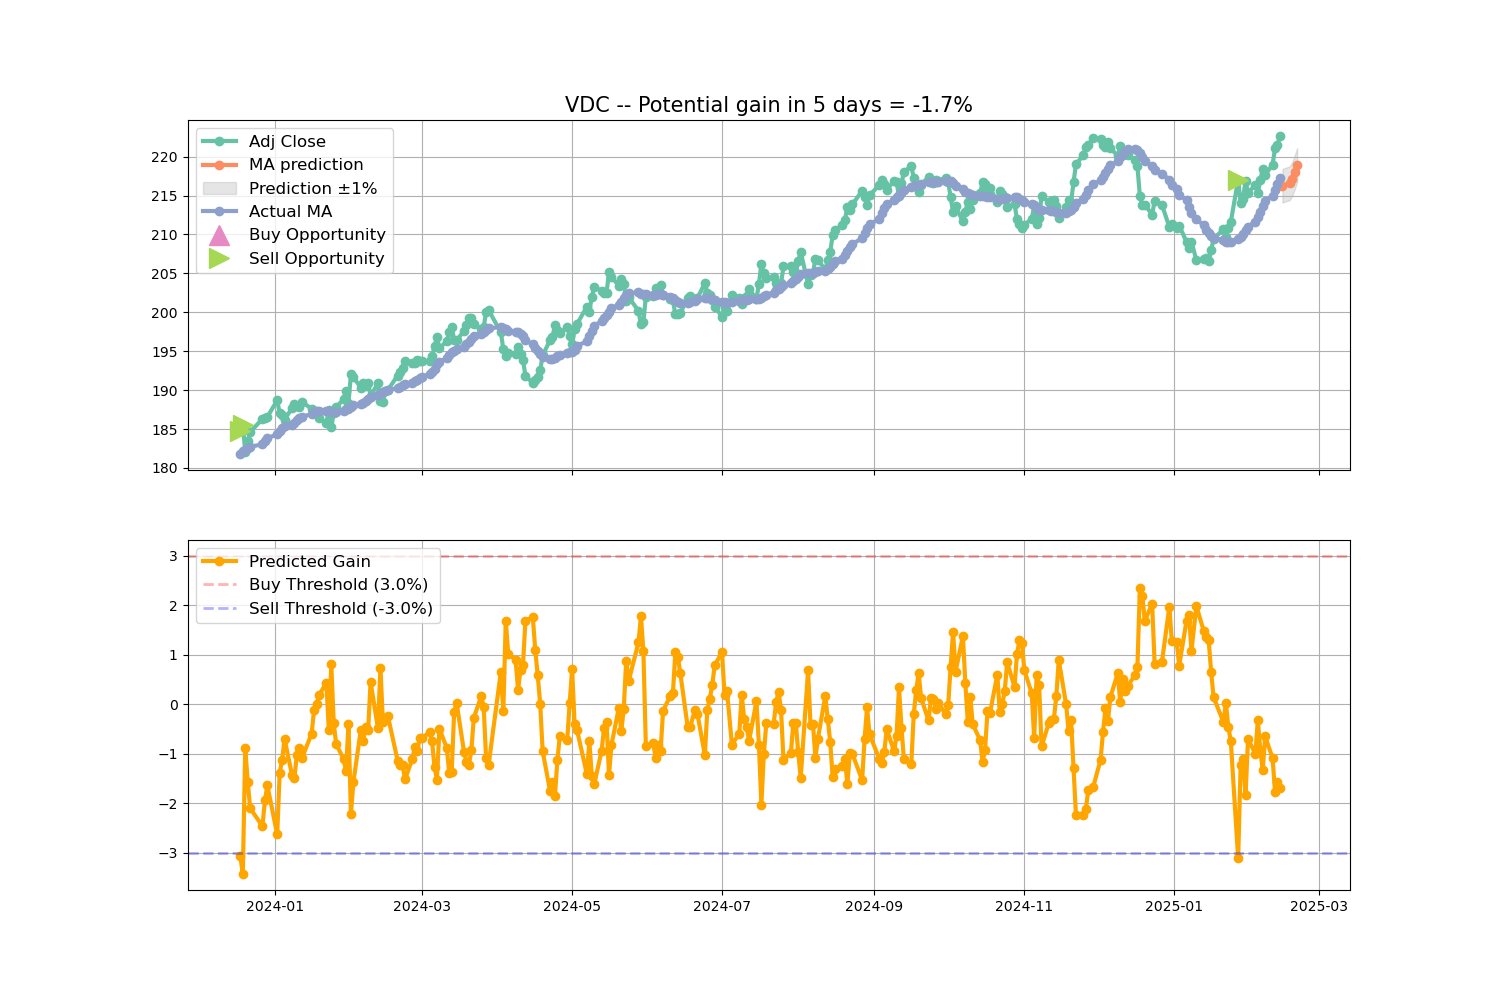 VDC -- Potential gain in 5 days = -1.7%
Adj Close
MA prediction
Prediction ±1%
Actual MA
Buy Opportunity
Sell Opportunity
220
215
210
205
200
195
190
185
180
Predicted Gain
Buy Threshold (3.0%)
Sell Threshold (-3.0%)
3
2
1
0
−1
−2
−3
2024-01
2024-03
2024-05
2024-07
2024-09
2024-11
2025-01
2025-03